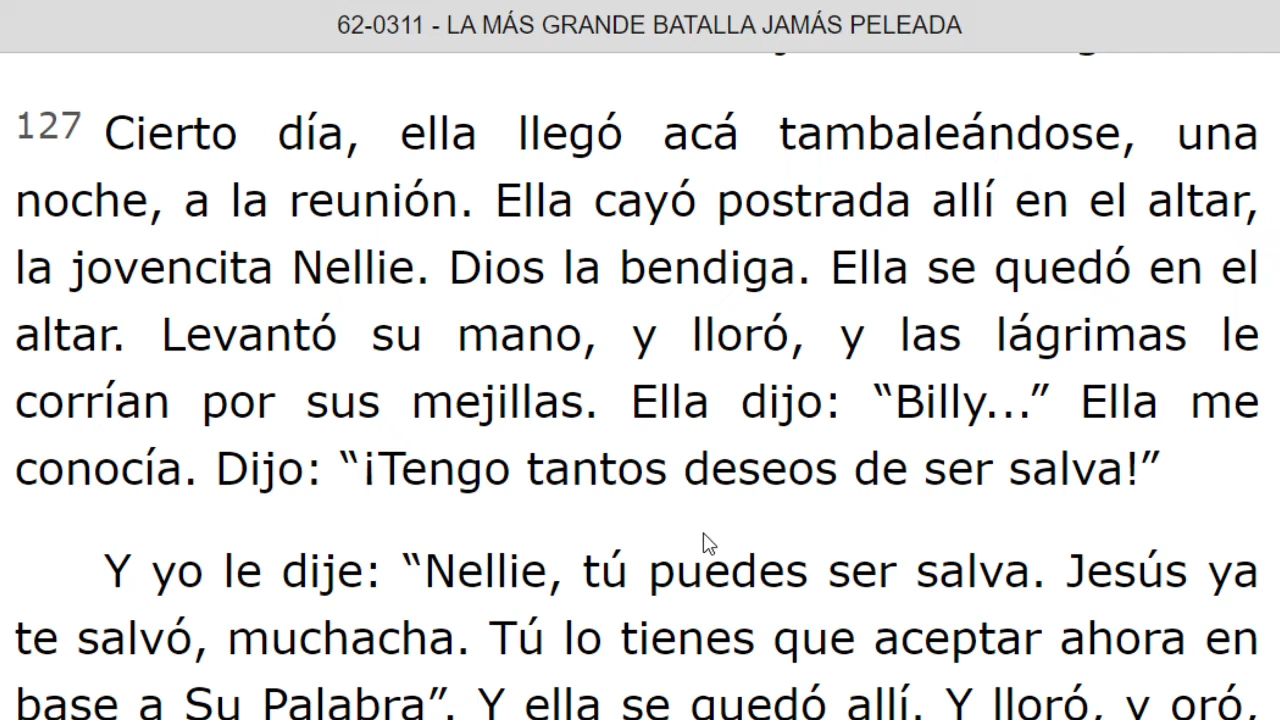 62-0311 - LA MÁS GRANDE BATALLA JAMÁS PELEADA
127 Cierto día, ella llegó acá tambaleándose, una
noche, a la reunión. Ella cayó postrada allí en el altar,
la jovencita Nellie. Dios la bendiga. Ella se quedó en el
altar. Levantó su mano, y lloró, y las lágrimas le
corrían por sus mejillas. Ella dijo: “Billy...” Ella me
conocía. Dijo: “¡Tengo tantos deseos de ser salva!”
Y yo le dije: “Nellie, tú puedes ser salva. Jesús ya
te salvó, muchacha. Tú lo tienes que aceptar ahora en
base a Su Palabra”. Y ella se quedó allí. Y lloró, y oró,